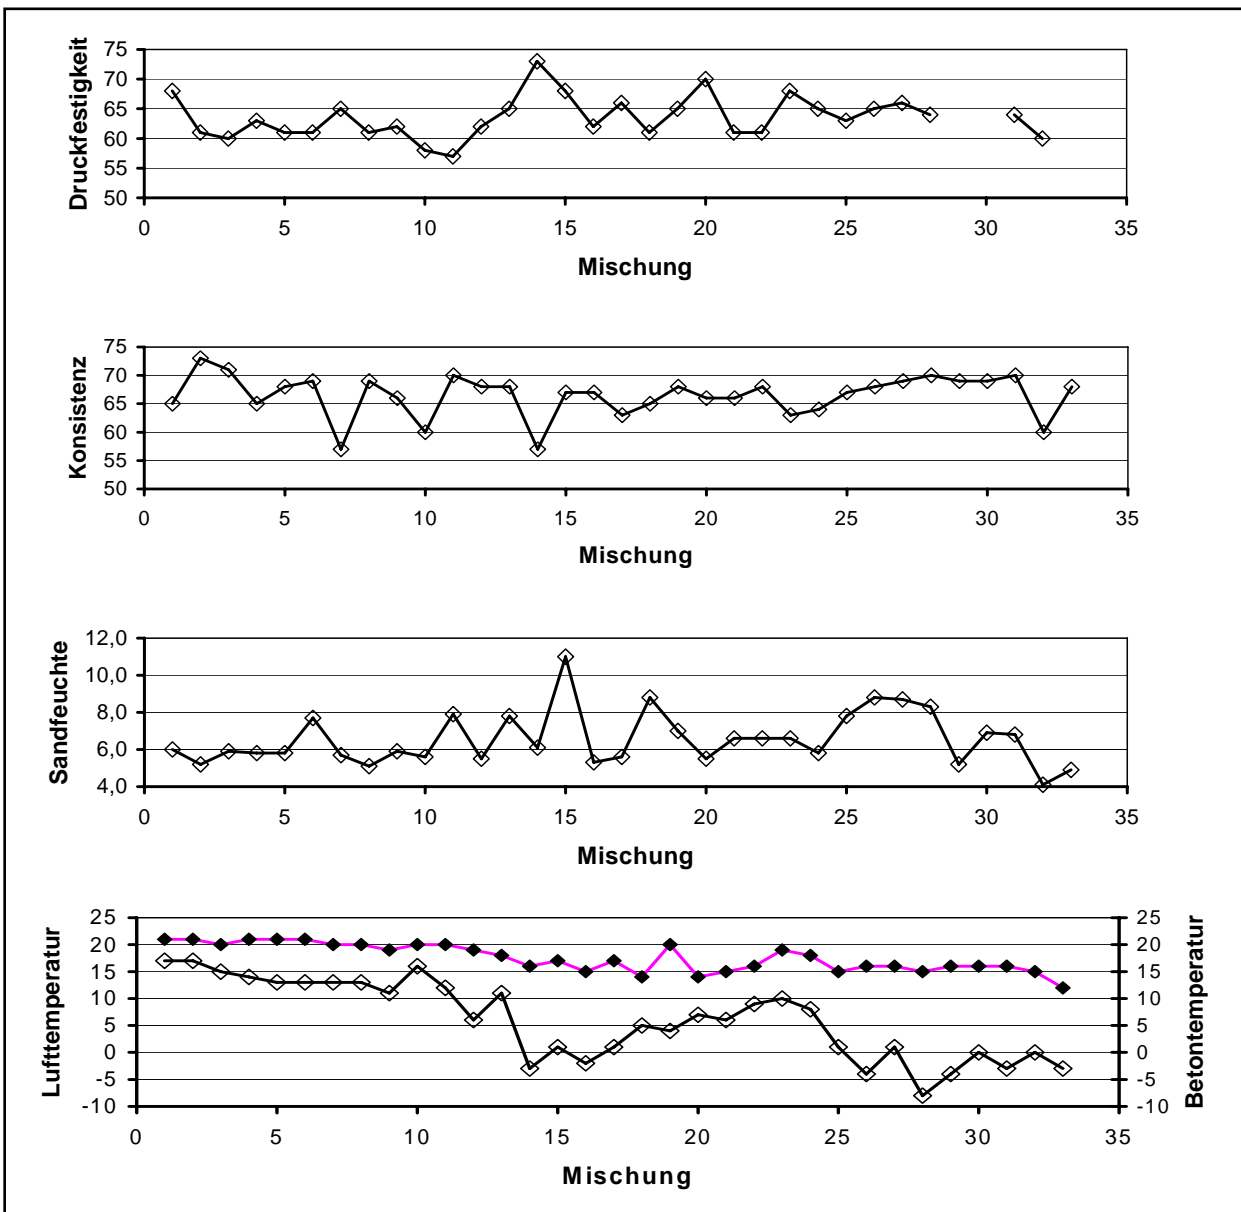 Druckfestigkeit
75
70
65
60
55
50
0 5 10 15 20 25 30 35
Mischung
Konsistenz
75
70
65
60
55
50
0 5 10 15 20 25 30 35
Mischung
Sandfeuchte
12,0
10,0
8,0
6,0
4,0
0 5 10 15 20 25 30 35
Mischung
Lufttemperatur
25 25
20 20
15 15
10 10
5 5
0 0
-5 -5
-10 -10
Betontemperatur
0 5 10 15 20 25 30 35
Mischung